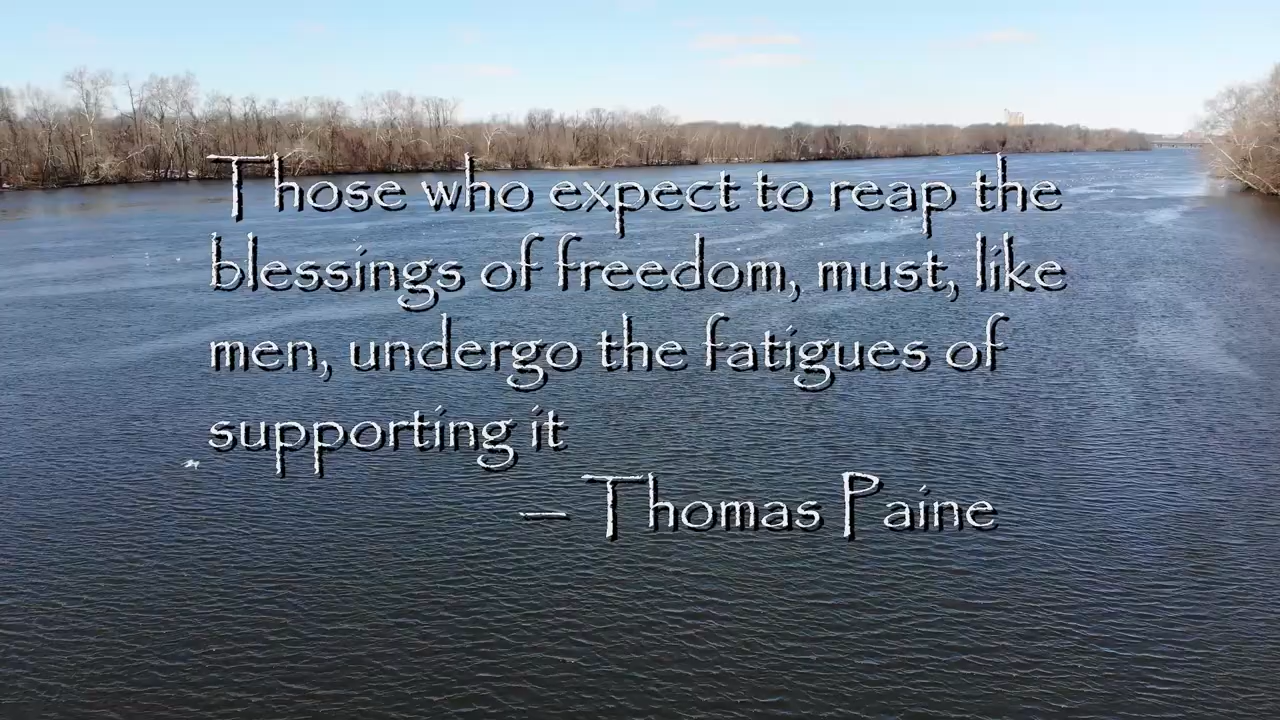 Those who expect to reap the
blessings of freedom, must, like
men, undergo the fatigues of
supporting it
– Thomas Paine